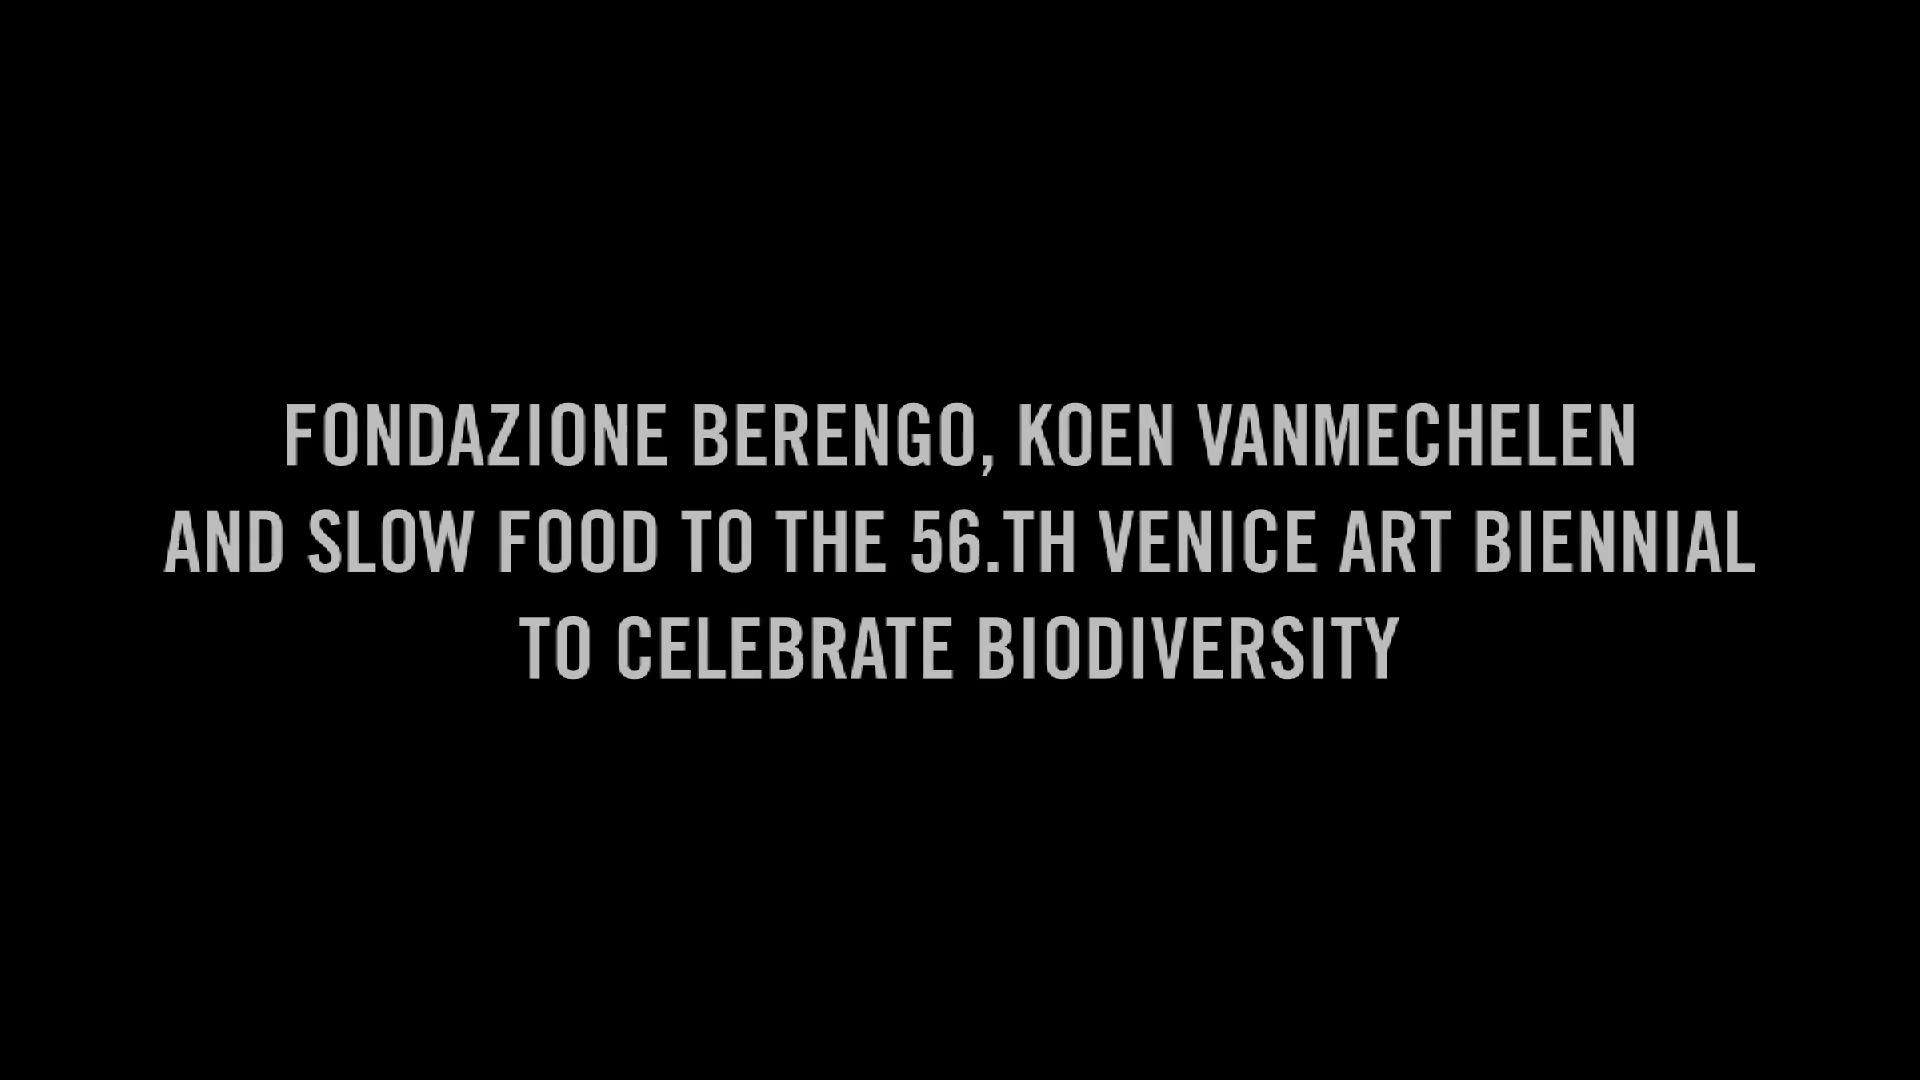 FONDAZIONE BERENGO, KOEN VANMECHELEN
AND SLOW FOOD TO THE 56.TH VENICE ART BIENNIAL
TO CELEBRATE BIODIVERSITY